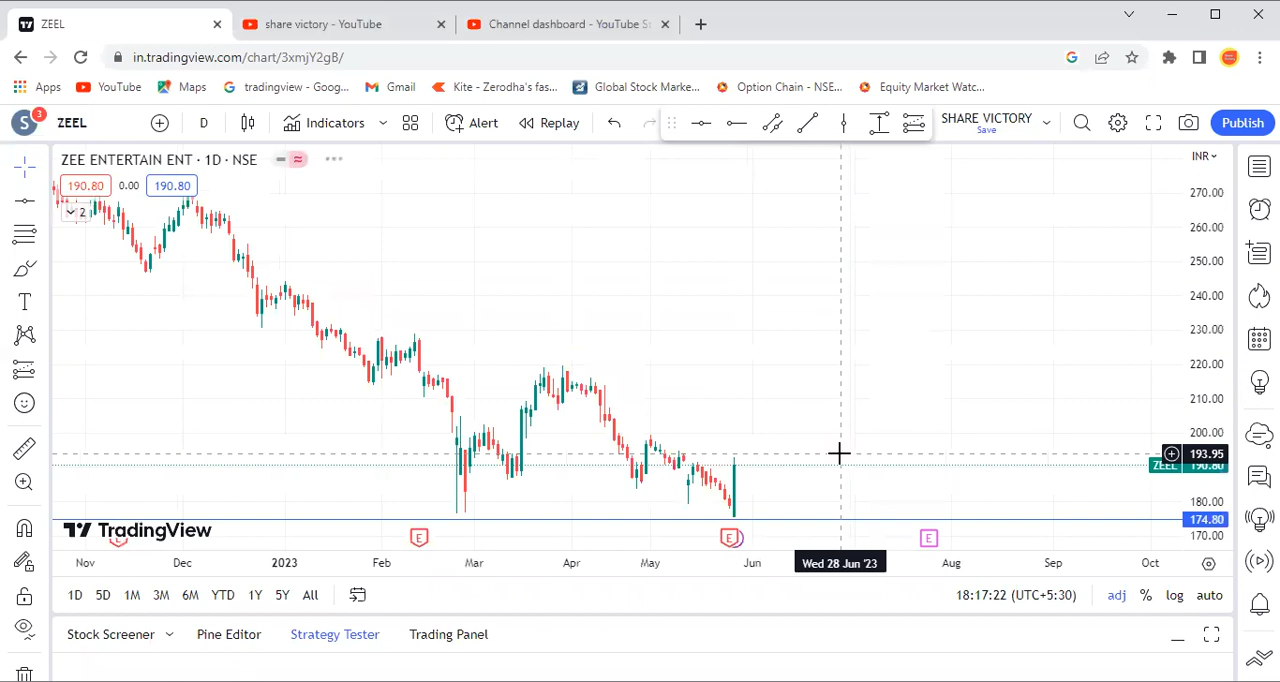 ZEEL
share victory - YouTube
Channel dashboard - YouTube St
in.tradingview.com/chart/3xmjY2gB/
Apps
YouTube
Maps
tradingview - Goog...
Gmail
Kite - Zerodha's fas...
Global Stock Marke...
Option Chain - NSE...
Equity Market Watc...
S
3
ZEEL
D
Indicators
Alert
Replay
SHARE VICTORY
Save
Publish
ZEE ENTERTAIN ENT · 1D · NSE
INR
190.80
0.00
190.80
2
270.00
260.00
250.00
240.00
230.00
220.00
210.00
200.00
193.95
ZEEL
190.80
180.00
174.80
170.00
TradingView
E
E
E
E
Nov
Dec
2023
Feb
Mar
Apr
May
Jun
Wed 28 Jun '23
Aug
Sep
Oct
1D
5D
1M
3M
6M
YTD
1Y
5Y
All
18:17:22 (UTC+5:30)
adj
%
log
auto
Stock Screener
Pine Editor
Strategy Tester
Trading Panel